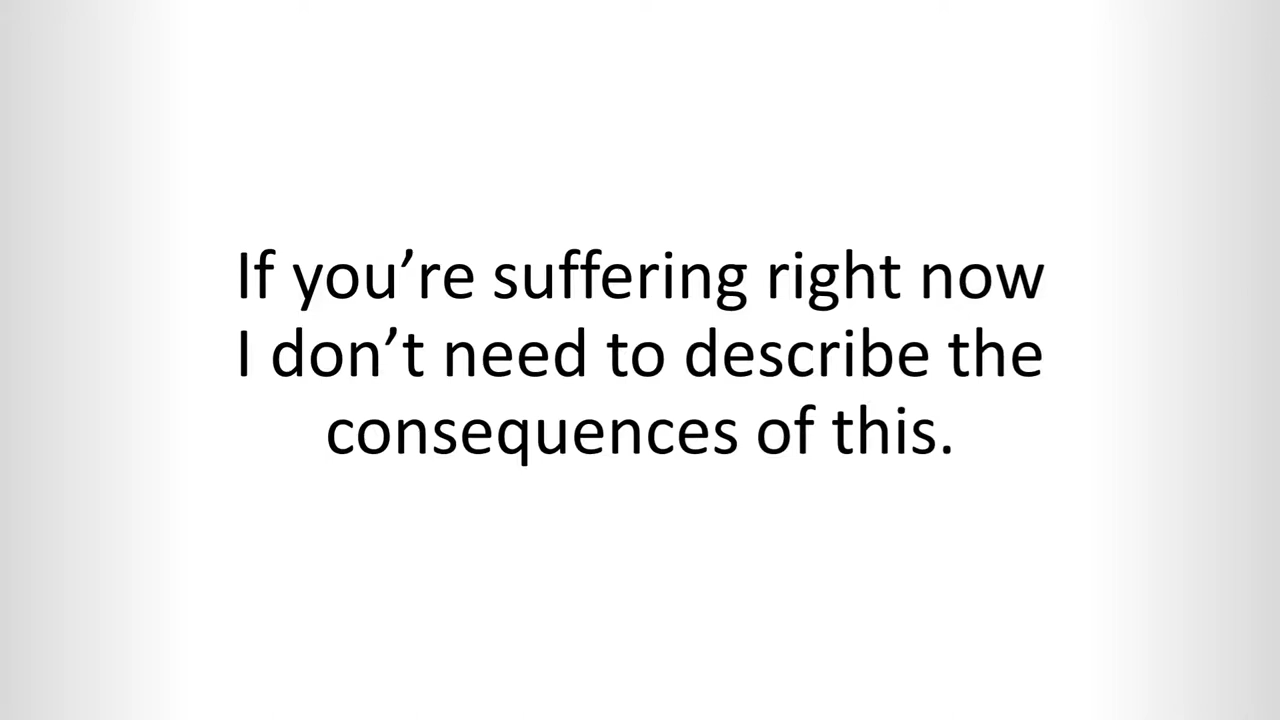 If you’re suffering right now
I don’t need to describe the
consequences of this.